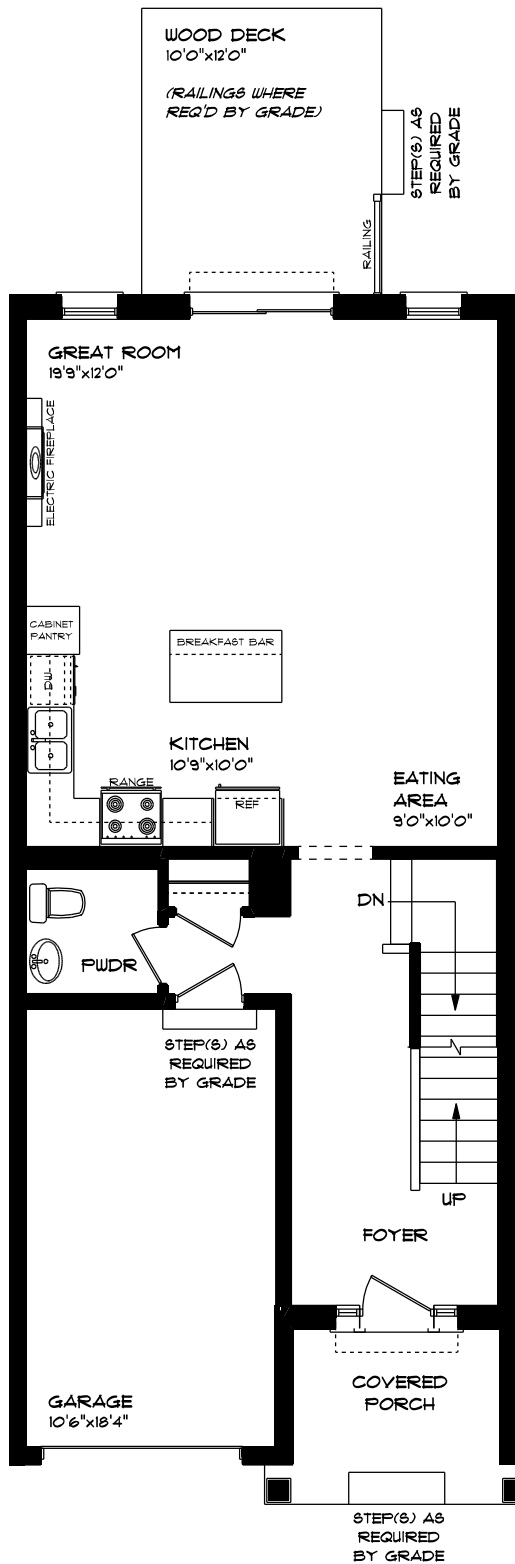 WOOD DECK
10'0"x12'0"
(RAILINGS WHERE
REQ'D BY GRADE)
STEP(S) AS
REQUIRED
BY GRADE
RAILING
GREAT ROOM
19'9"x12'0"
ELECTRIC FIREPLACE
CABINET
PANTRY
BREAKFAST BAR
DW
KITCHEN
10'9"x10'0"
RANGE
REF
EATING
AREA
9'0"x10'0"
DN
PWDR
STEP(S) AS
REQUIRED
BY GRADE
UP
FOYER
GARAGE
10'6"x18'4"
COVERED
PORCH
STEP(S) AS
REQUIRED
BY GRADE